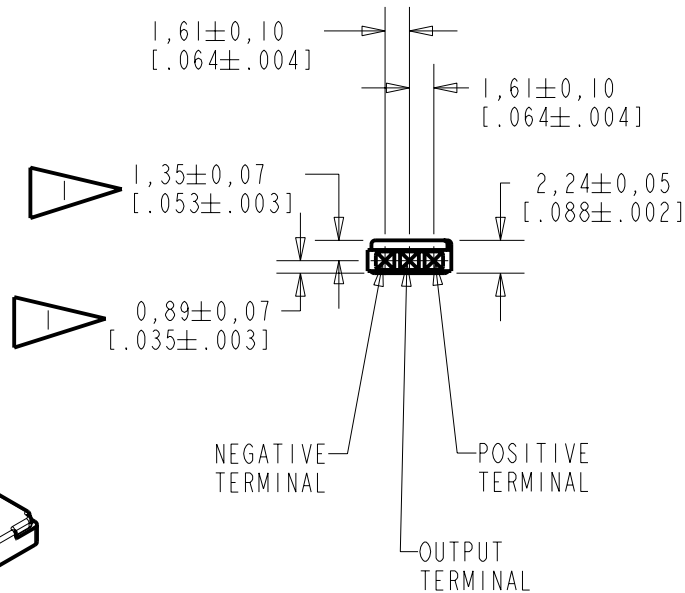 1,61±0,10
[.064±.004]
1,61±0,10
[.064±.004]
1
1,35±0,07
[.053±.003]
2,24±0,05
[.088±.002]
1
0,89±0,07
[.035±.003]
NEGATIVE
TERMINAL
POSITIVE
TERMINAL
OUTPUT
TERMINAL